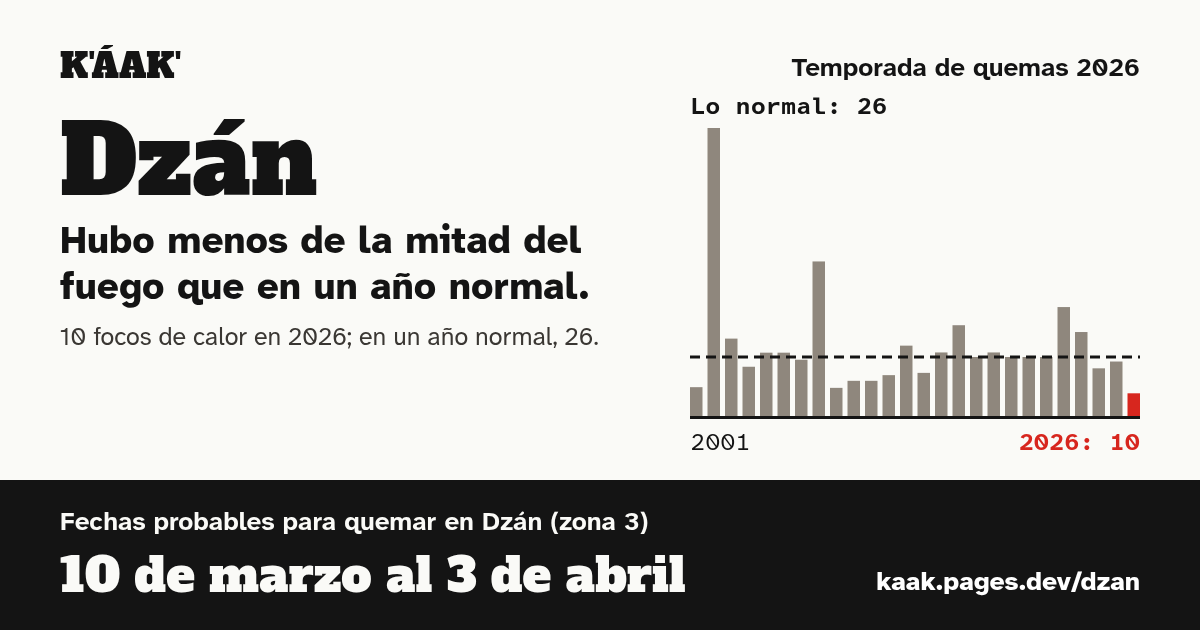 K'ÁAK'
Dzán
Hubo menos de la mitad del
fuego que en un año normal.
10 focos de calor en 2026; en un año normal, 26.
Temporada de quemas 2026
Lo normal: 26
2001
2026: 10
Fechas probables para quemar en Dzán (zona 3)
10 de marzo al 3 de abril
kaak.pages.dev/dzan